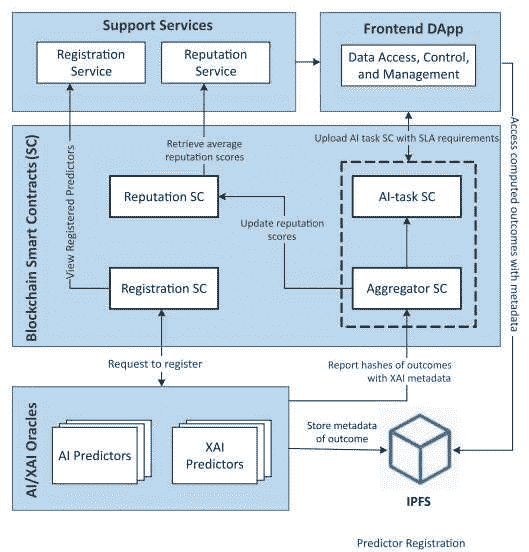 Support Services
Registration
Service
Reputation
Service
Frontend DApp
Data Access, Control,
and Management
Access computed outcomes with metadata
Blockchain Smart Contracts (SC)
View Registered Predictors
Retrieve average
reputation scores
Upload AI task SC with SLA requirements
Reputation SC
AI-task SC
Update reputation
scores
Registration SC
Aggregator SC
Request to register
Report hashes of outcomes
with XAI metadata
AI/XAI Oracles
AI Predictors
XAI
Predictors
Store metadata
of outcome
IPFS
Predictor Registration